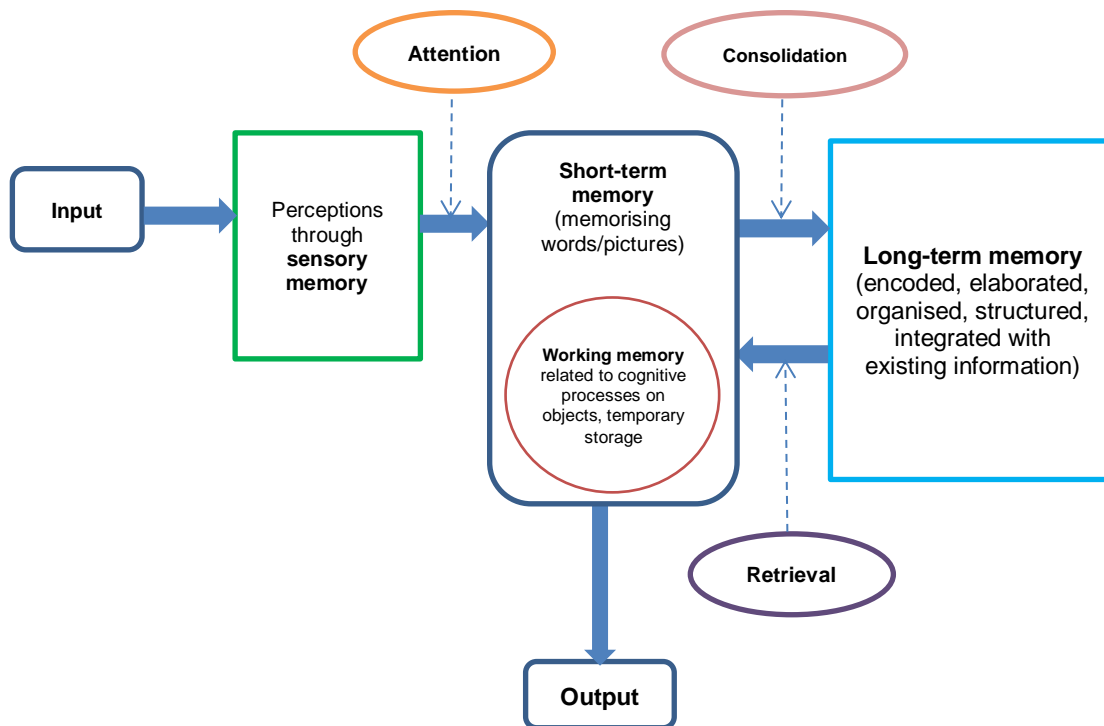 Attention
Consolidation
Input
Perceptions
through
sensory
memory
Short-term
memory
(memorising
words/pictures)
Working memory
related to cognitive
processes on
objects, temporary
storage
Long-term memory
(encoded, elaborated,
organised, structured,
integrated with
existing information)
Retrieval
Output